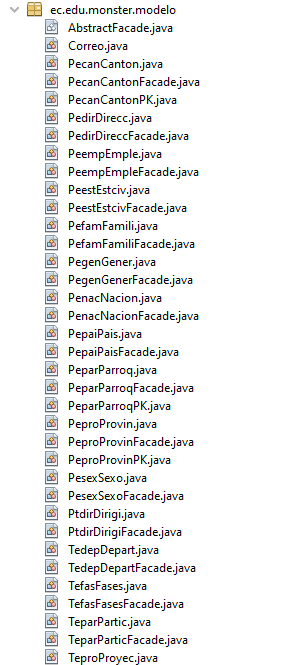 ec.edu.monster.modelo
AbstractFacade.java
Correo.java
PecanCanton.java
PecanCantonFacade.java
PecanCantonPK.java
PedirDirecc.java
PedirDireccFacade.java
PeempEmple.java
PeempEmpleFacade.java
PeestEstciv.java
PeestEstcivFacade.java
PefamFamili.java
PefamFamiliFacade.java
PegenGener.java
PegenGenerFacade.java
PenacNacion.java
PenacNacionFacade.java
PepaiPais.java
PepaiPaisFacade.java
PeparParroq.java
PeparParroqFacade.java
PeparParroqPK.java
PeproProvin.java
PeproProvinFacade.java
PeproProvinPK.java
PesexSexo.java
PesexSexoFacade.java
PtdirDirigi.java
PtdirDirigiFacade.java
TedepDepart.java
TedepDepartFacade.java
TefasFases.java
TefasFasesFacade.java
TeparPartic.java
TeparParticFacade.java
TeproProyec.java